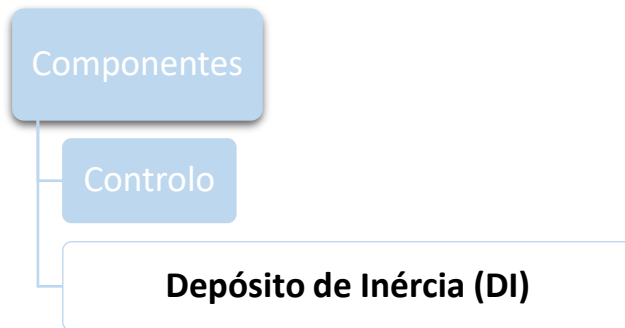 Componentes
Controlo
Depósito de Inércia (DI)